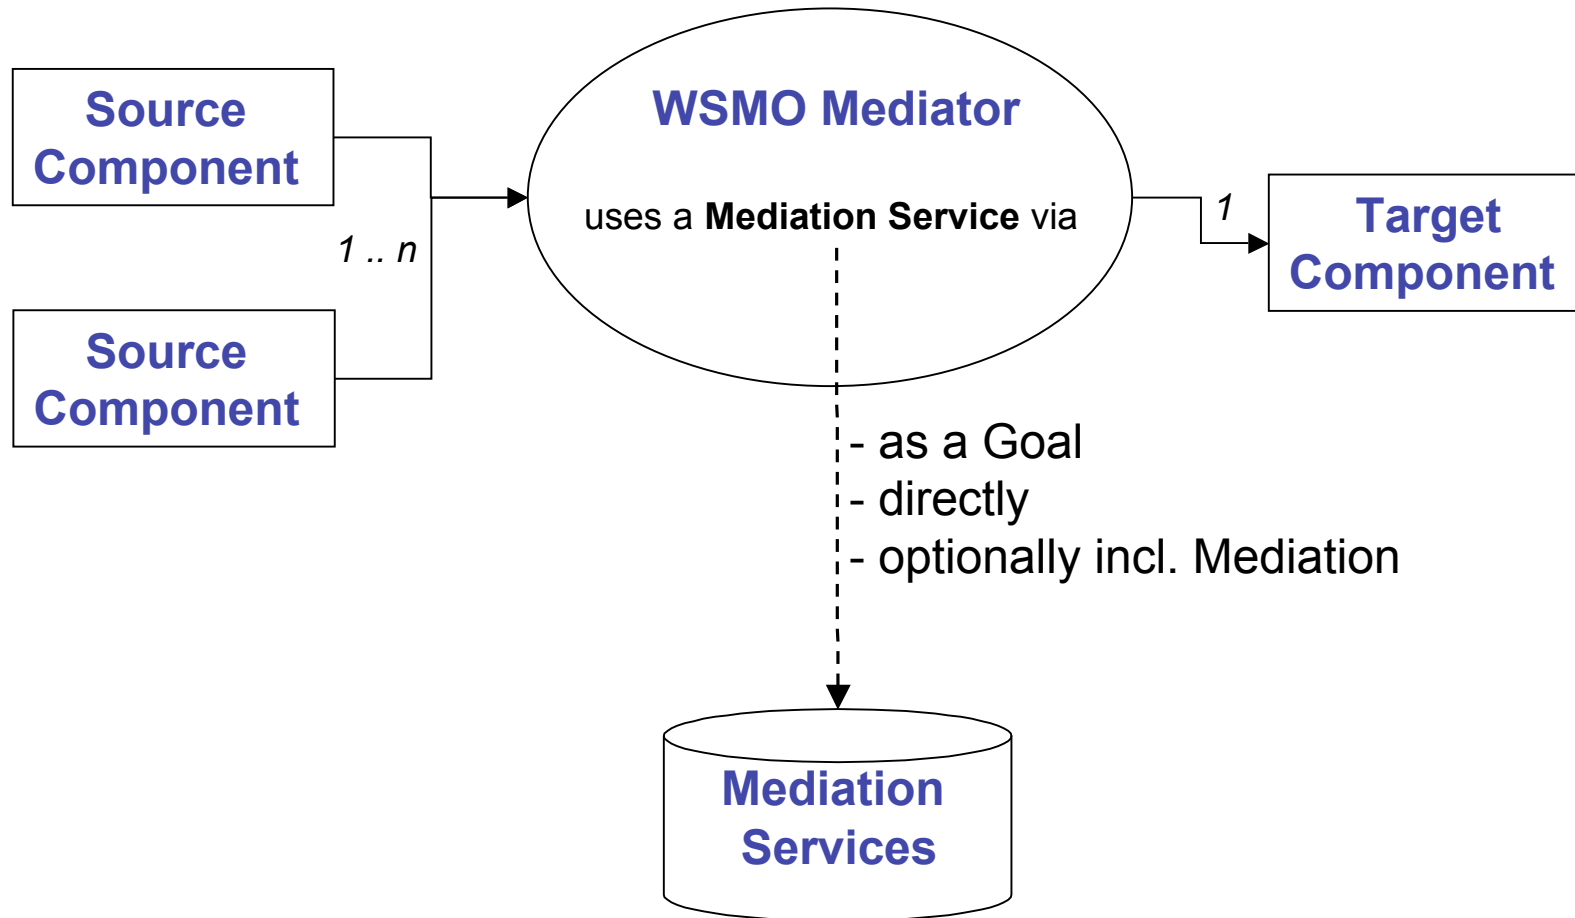 Source
Component
1 .. n
Source
Component
WSMO Mediator
uses a Mediation Service via
1
Target
Component
- as a Goal
- directly
- optionally incl. Mediation
Mediation
Services